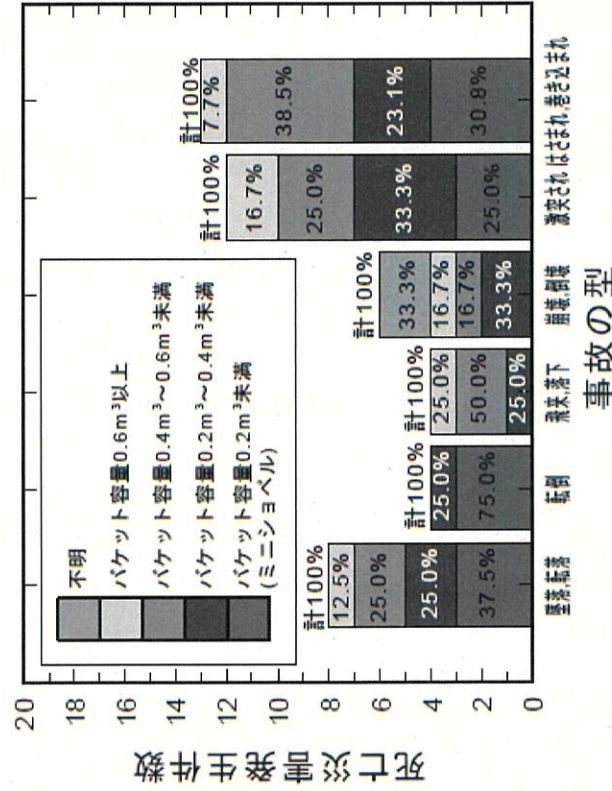 死亡災害発生件数
20
18
16
14
12
10
8
6
4
2
0
不明
バケット容量0.6m³以上
バケット容量0.4m³～0.6m³未満
バケット容量0.2m³～0.4m³未満
バケット容量0.2m³未満
(ミニショベル)
計100%
12.5%
25.0%
25.0%
37.5%
計100%
25.0%
75.0%
計100%
25.0%
50.0%
25.0%
計100%
33.3%
16.7%
16.7%
33.3%
計100%
16.7%
25.0%
33.3%
25.0%
計100%
7.7%
38.5%
23.1%
30.8%
墜落,転落
転倒
飛来,落下
崩壊,倒壊
激突され
はさまれ,巻き込まれ
事故の型